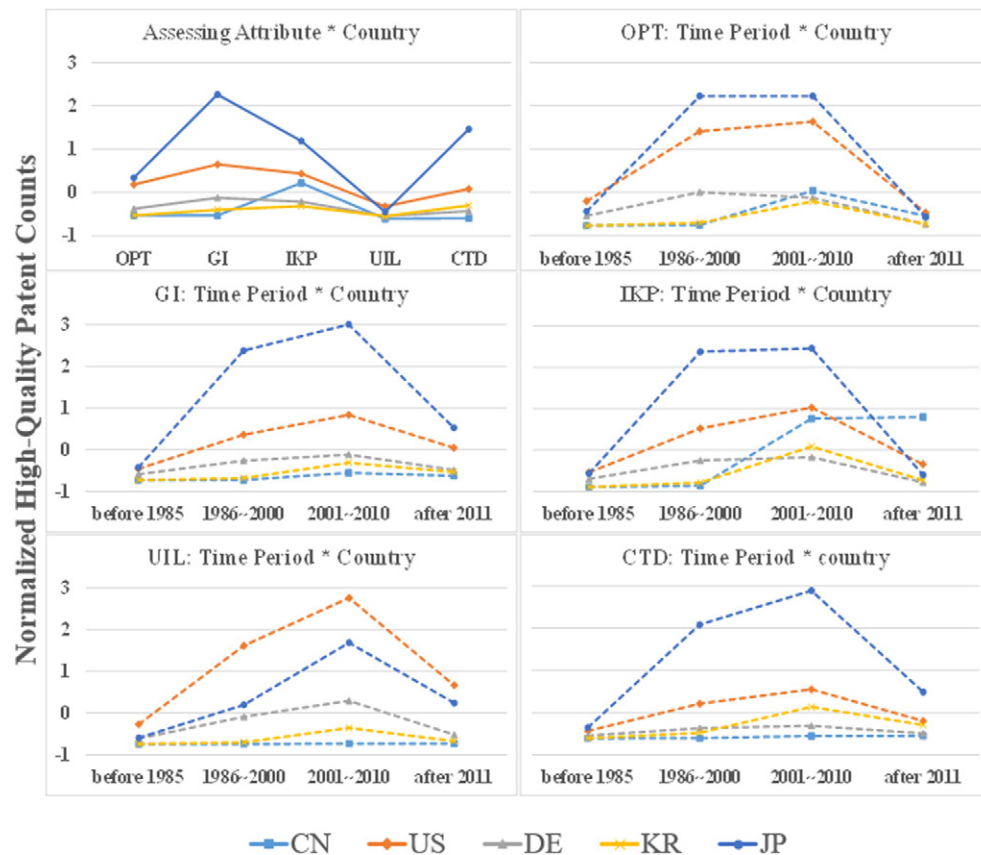 Normalized High-Quality Patent Counts
Assessing Attribute * Country
3
2
1
0
-1
OPT GI IKP UIL CTD
OPT: Time Period * Country
before 1985 1986~2000 2001~2010 after 2011
GI: Time Period * Country
3
2
1
0
-1
before 1985 1986~2000 2001~2010 after 2011
IKP: Time Period * Country
before 1985 1986~2000 2001~2010 after 2011
UIL: Time Period * Country
3
2
1
0
-1
before 1985 1986~2000 2001~2010 after 2011
CTD: Time Period * country
before 1985 1986~2000 2001~2010 after 2011
CN US DE KR JP